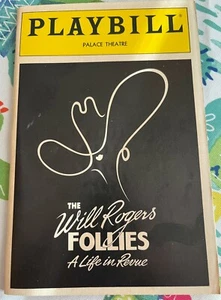 PLAYBILL
PALACE THEATRE
THE
Will Rogers
FOLLIES
A Life in Revue